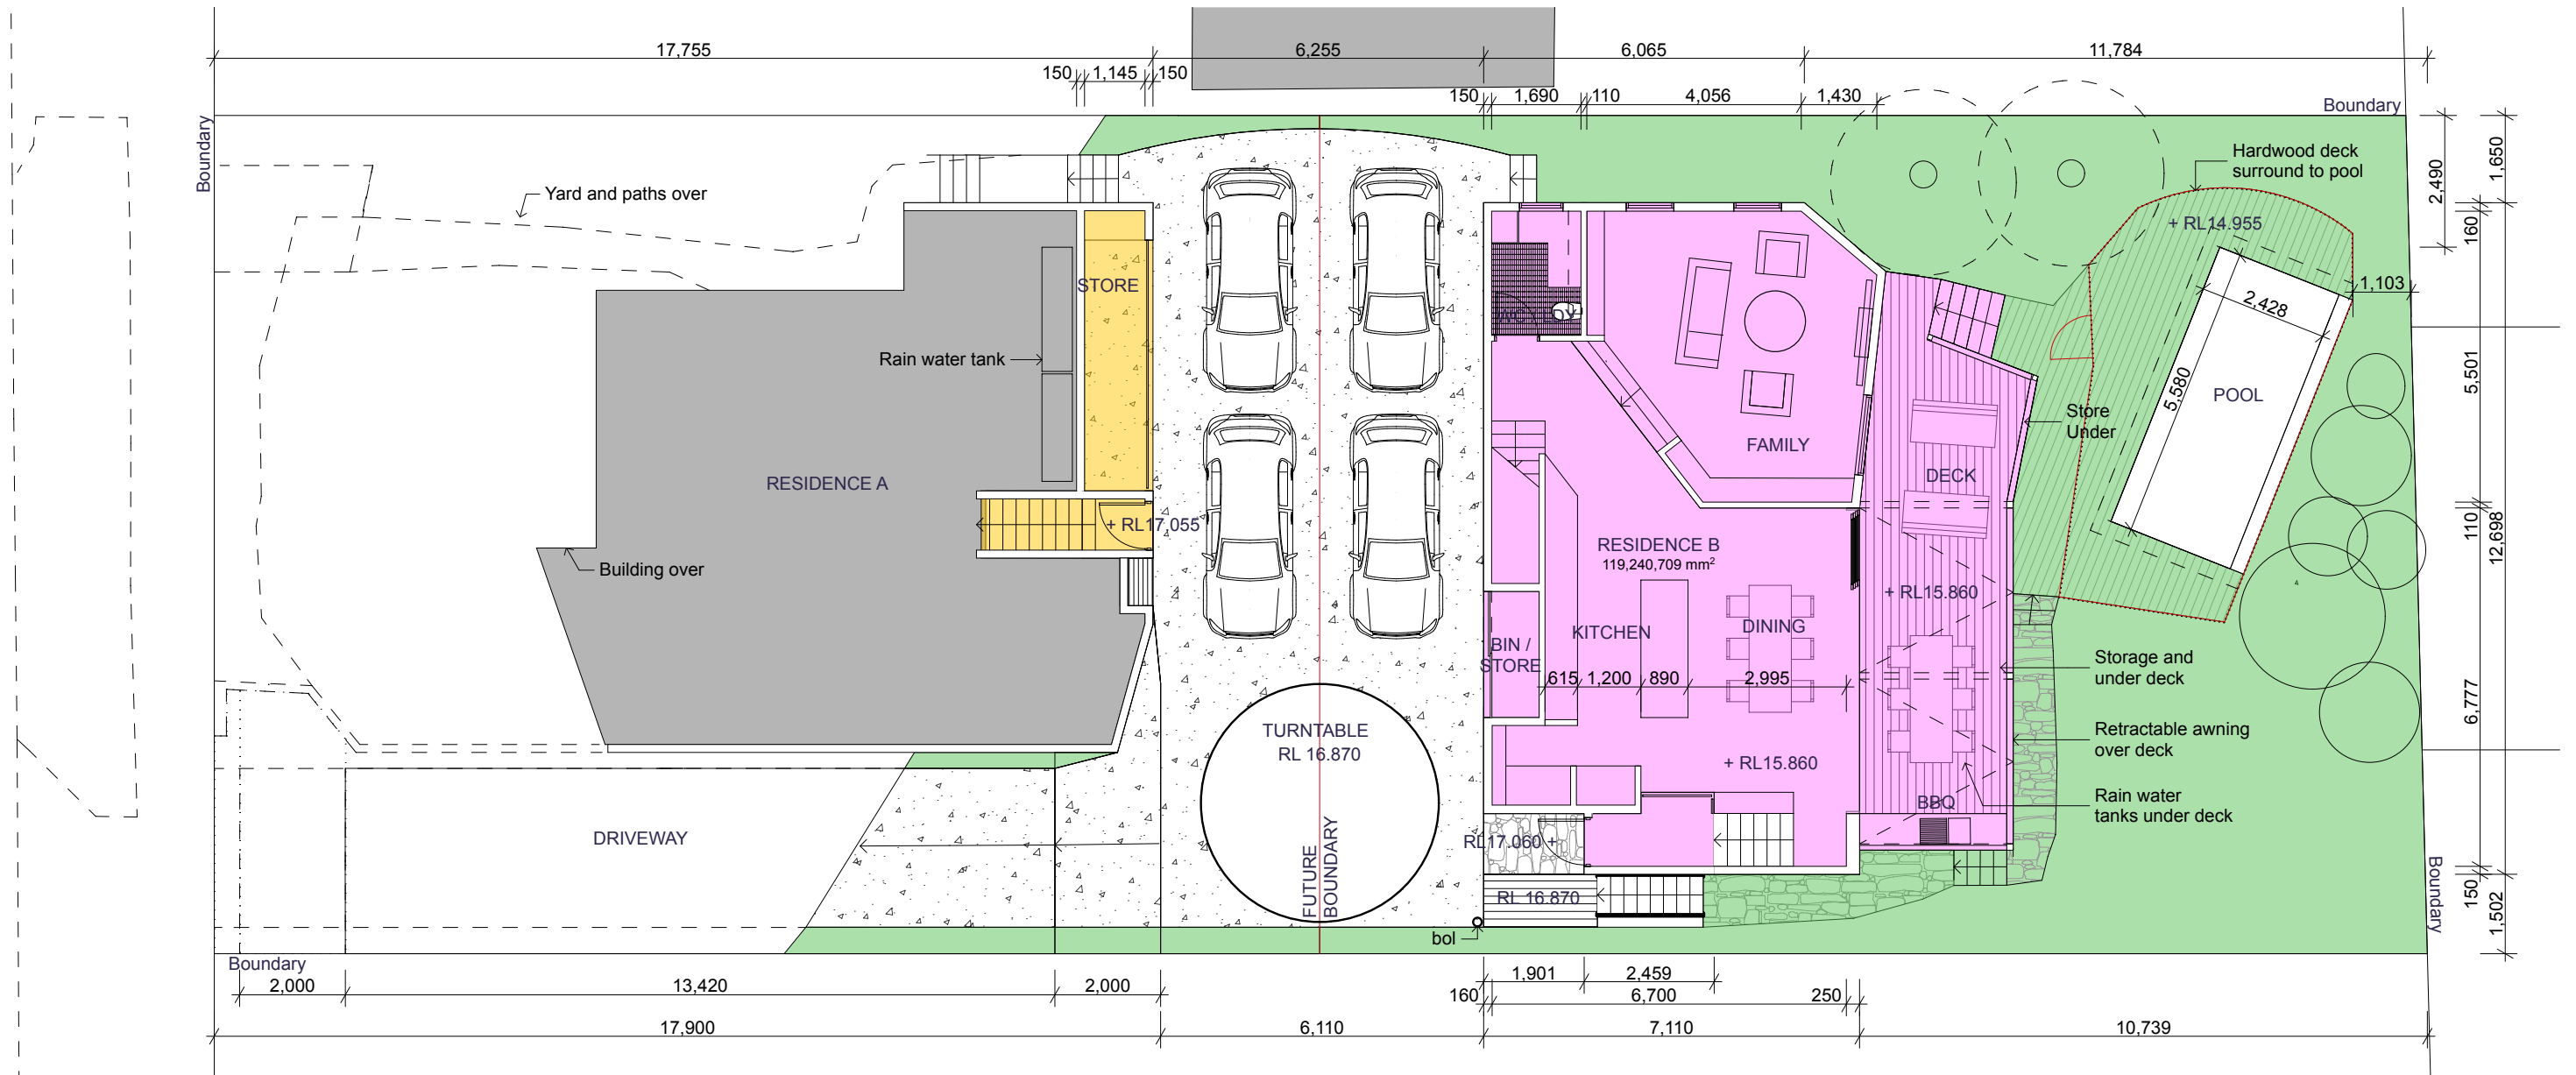 17,755
6,255
6,065
11,784
150
1,145
150
150
1,690
110
4,056
1,430
Boundary
Boundary
Hardwood deck
surround to pool
Yard and paths over
+ RL14.955
2,490
1,650
160
STORE
1,103
2,428
Rain water tank
5,580
POOL
5,501
Store
Under
FAMILY
DECK
RESIDENCE A
+ RL17.055
110
12,698
RESIDENCE B
119,240,709 mm²
Building over
+ RL15.860
BIN /
STORE
KITCHEN
DINING
Storage and
under deck
615
1,200
890
2,995
6,777
TURNTABLE
RL 16.870
Retractable awning
over deck
+ RL15.860
BBQ
Rain water
tanks under deck
DRIVEWAY
FUTURE
BOUNDARY
RL17.060 +
RL 16.870
150
1,502
Boundary
bol
Boundary
2,000
13,420
2,000
1,901
2,459
160
6,700
250
17,900
6,110
7,110
10,739